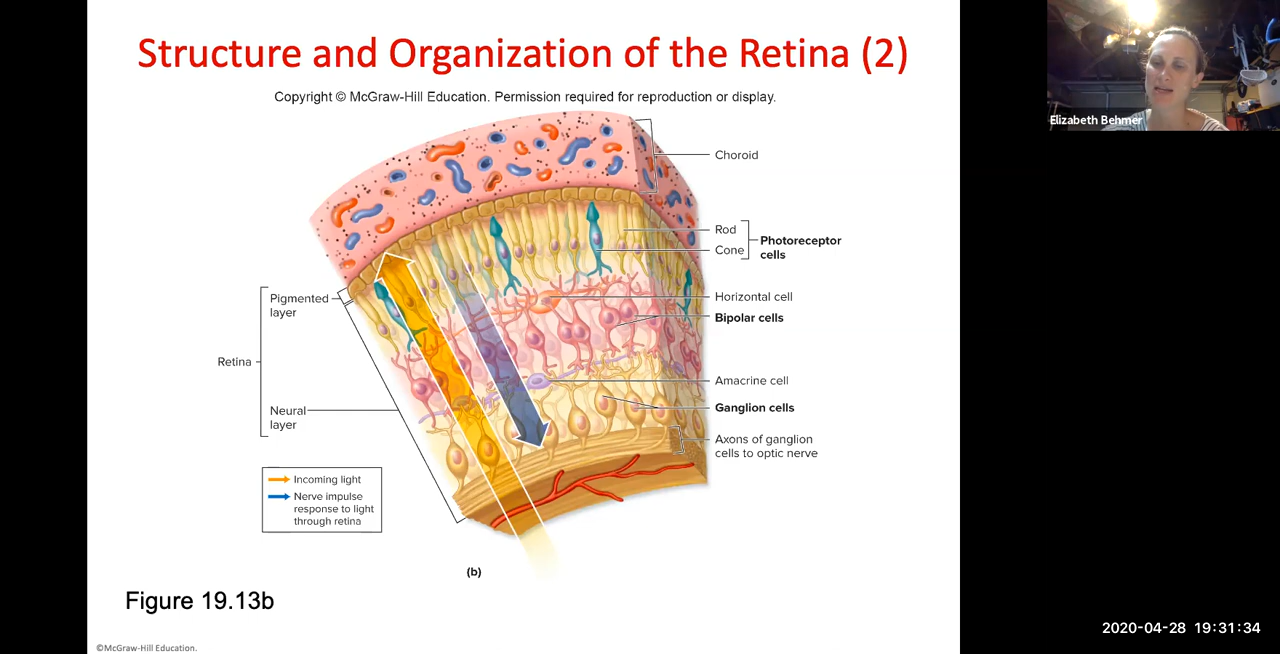 Structure and Organization of the Retina (2)
Copyright © McGraw-Hill Education. Permission required for reproduction or display.
Elizabeth Behmer
Choroid
Rod
Cone
Photoreceptor
cells
Pigmented
layer
Horizontal cell
Bipolar cells
Retina
Amacrine cell
Neural
layer
Ganglion cells
Axons of ganglion
cells to optic nerve
Incoming light
Nerve impulse
response to light
through retina
(b)
Figure 19.13b
2020-04-28 19:31:34
©McGraw-Hill Education.